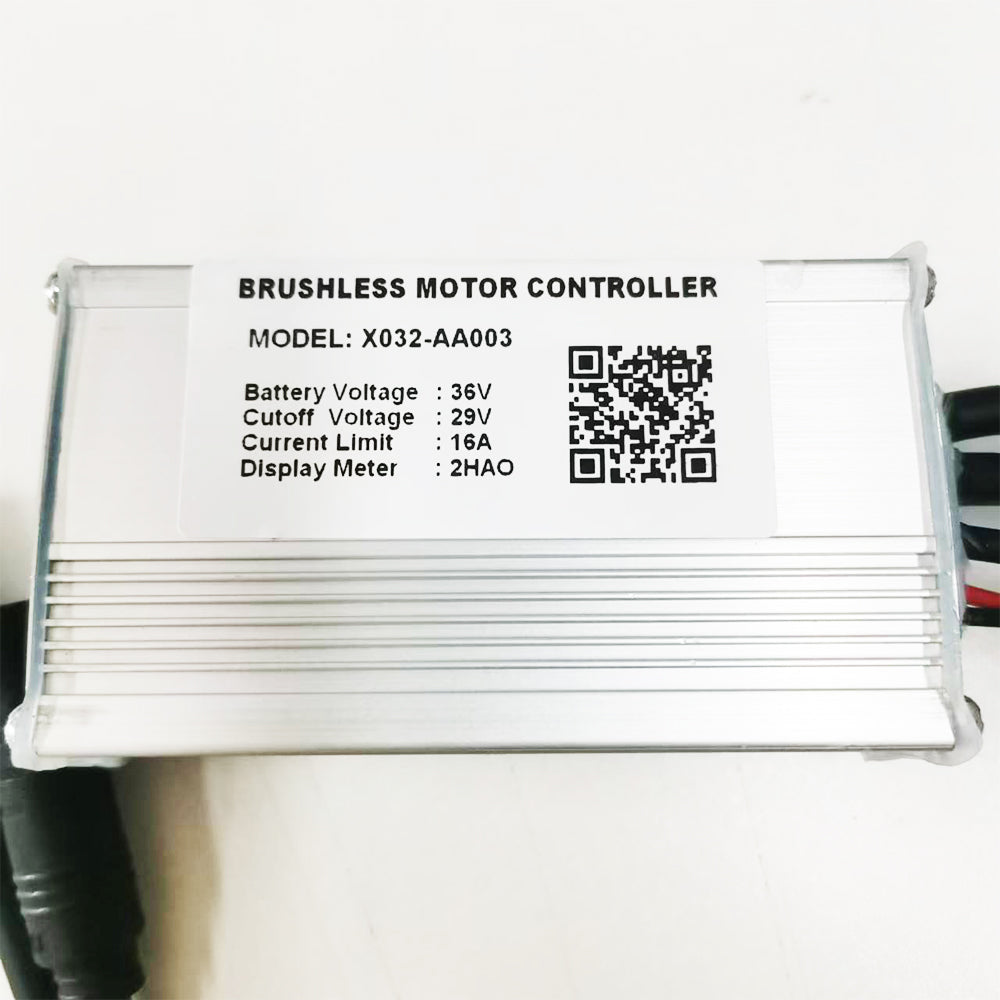 BRUSHLESS MOTOR CONTROLLER
MODEL: X032-AA003
Battery Voltage : 36V
Cutoff Voltage : 29V
Current Limit : 16A
Display Meter : 2HAO